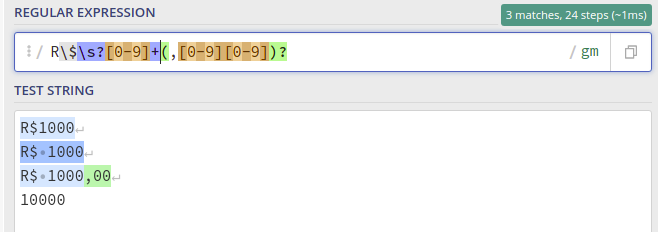 REGULAR EXPRESSION
3 matches, 24 steps (~1ms)
⋮ / R\$\s?[0-9]+(,[0-9][0-9])? / gm
TEST STRING
R$1000↵
R$•1000↵
R$•1000,00↵
10000